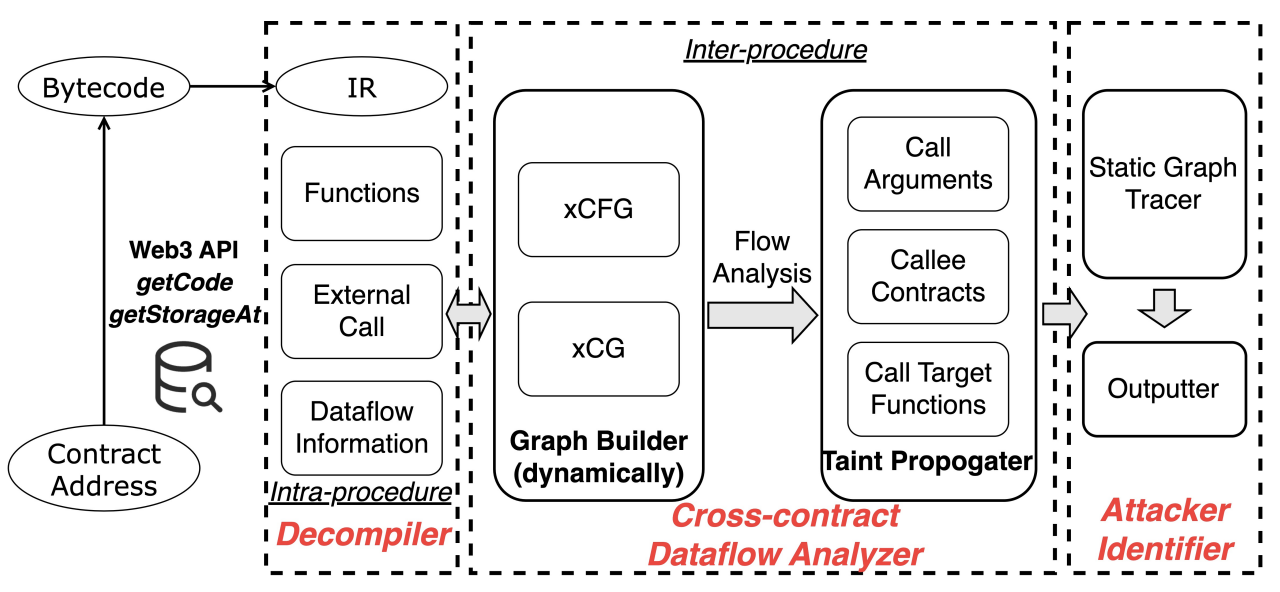 Bytecode
Web3 API
getCode
getStorageAt
Contract
Address
IR
Functions
External
Call
Dataflow
Information
Intra-procedure
Decompiler
Inter-procedure
xCFG
xCG
Graph Builder
(dynamically)
Flow
Analysis
Call
Arguments
Callee
Contracts
Call Target
Functions
Taint Propogater
Cross-contract
Dataflow Analyzer
Static Graph
Tracer
Outputter
Attacker
Identifier